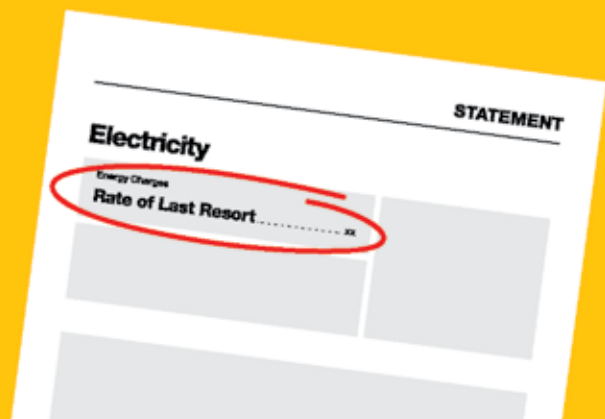 STATEMENT
Electricity
Energy Charges
Rate of Last Resort ............... xx